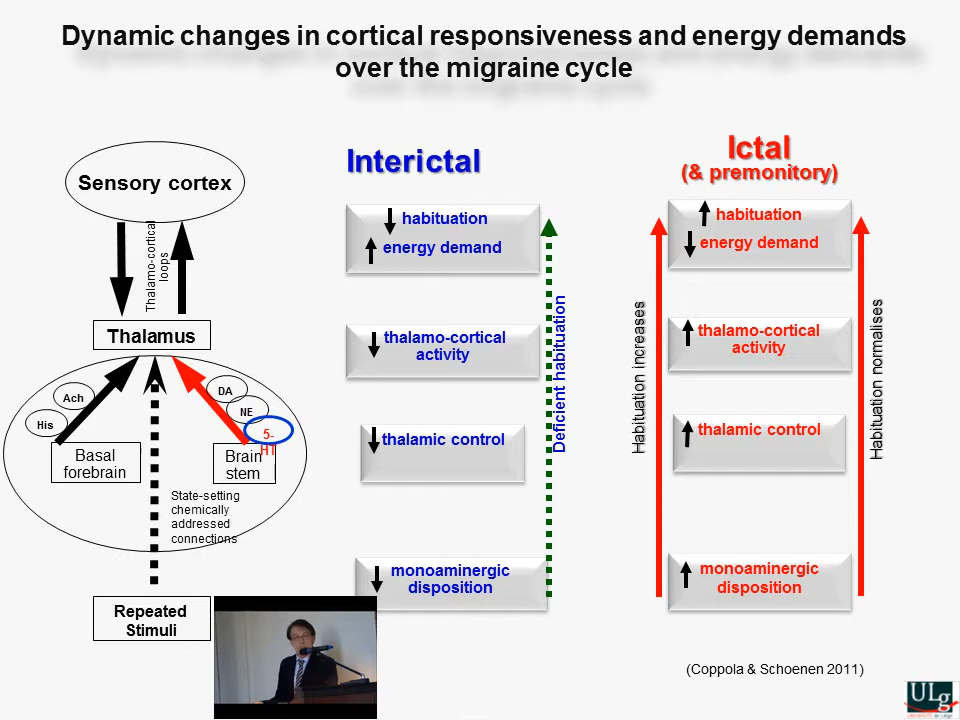 Dynamic changes in cortical responsiveness and energy demands
over the migraine cycle
Sensory cortex
Thalamo-cortical
loops
Thalamus
Ach
His
DA
NE
5-
HT
Basal
forebrain
Brain
stem
State-setting
chemically
addressed
connections
Repeated
Stimuli
Interictal
habituation
energy demand
thalamo-cortical
activity
thalamic control
monoaminergic
disposition
Deficient habituation
Ictal
(& premonitory)
habituation
energy demand
thalamo-cortical
activity
thalamic control
monoaminergic
disposition
Habituation increases
Habituation normalises
(Coppola & Schoenen 2011)
ULg